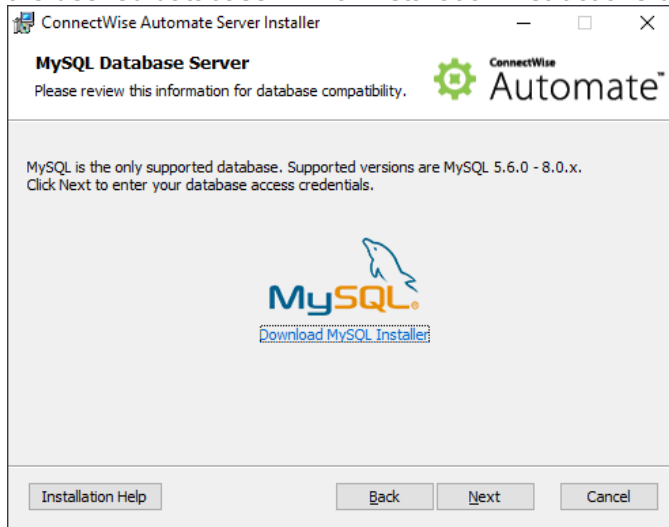 ConnectWise Automate Server Installer
MySQL Database Server
Please review this information for database compatibility.
ConnectWise
Automate™
MySQL is the only supported database. Supported versions are MySQL 5.6.0 - 8.0.x.
Click Next to enter your database access credentials.
MySQL®
Download MySQL Installer
Installation Help
Back
Next
Cancel